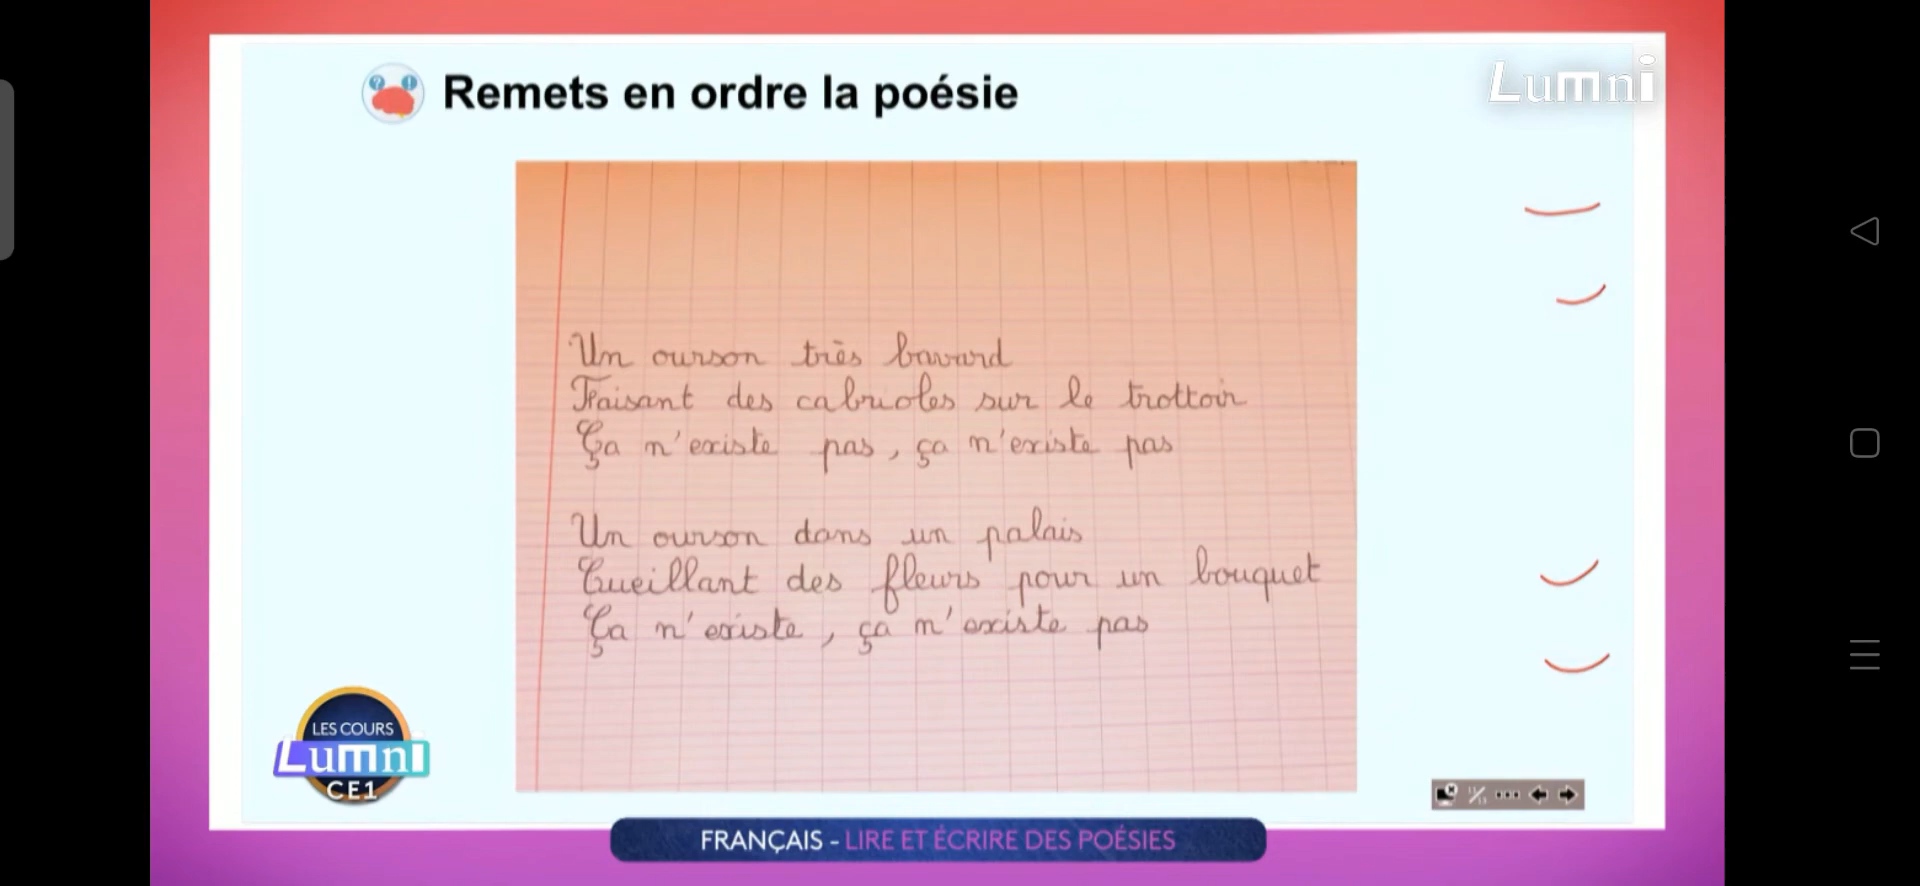 Remets en ordre la poésie
Lumni
Un ourson très bavard
Faisant des cabrioles sur le trottoir
Ça n'existe pas, ça n'existe pas
Un ourson dans un palais
Cueillant des fleurs pour un bouquet
Ça n'existe, ça n'existe pas
LES COURS
Lumni
CE1
FRANÇAIS - LIRE ET ÉCRIRE DES POÉSIES